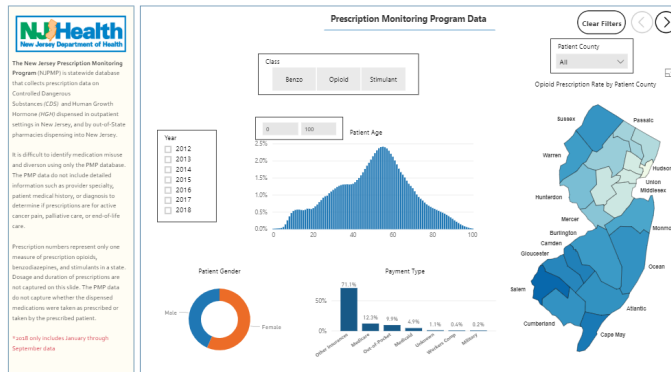 NJHealth
New Jersey Department of Health
The New Jersey Prescription Monitoring
Program (NJPMP) is statewide database
that collects prescription data on
Controlled Dangerous
Substances (CDS) and Human Growth
Hormone (HGH) dispensed in outpatient
settings in New Jersey, and by out-of-State
pharmacies dispensing into New Jersey.
It is difficult to identify medication misuse
and diverson using only the PMP database.
The PMP data do not include detailed
information such as provider specialty,
patient medical history, or diagnosis to
determine if prescriptions are for active
cancer pain, palliative care, or end-of-life
care.
Prescription numbers represent only one
measure of prescription opioids,
benzodiazepines, and stimulants in a state.
Dosage and duration of prescriptions are
not captured on this slide. The PMP data
do not capture whether the dispensed
medications were taken as prescribed or
taken by the prescribed patient.
*2018 only includes January through
September data
Prescription Monitoring Program Data
Clear Filters
Class
Benzo Opioid Stimulant
Patient County
All
Year
2012
2013
2014
2015
2016
2017
2018
0 100
Patient Age
2.5%
2.0%
1.5%
1.0%
0.5%
0.0%
0 20 40 60 80 100
Patient Gender
Male
Female
Payment Type
50%
0%
71.1% 12.3% 9.9% 4.9% 1.1% 0.4% 0.2%
Other Insurances Medicare Out-of-Pocket Medicaid Unknown Workers Comp Military
Opioid Prescription Rate by Patient County
Sussex
Passaic
Warren
Hudson
Union
Hunterdon
Middlesex
Mercer
Monmo
Burlington
Camden
Gloucester
Ocean
Salem
Atlantic
Cumberland
Cape May